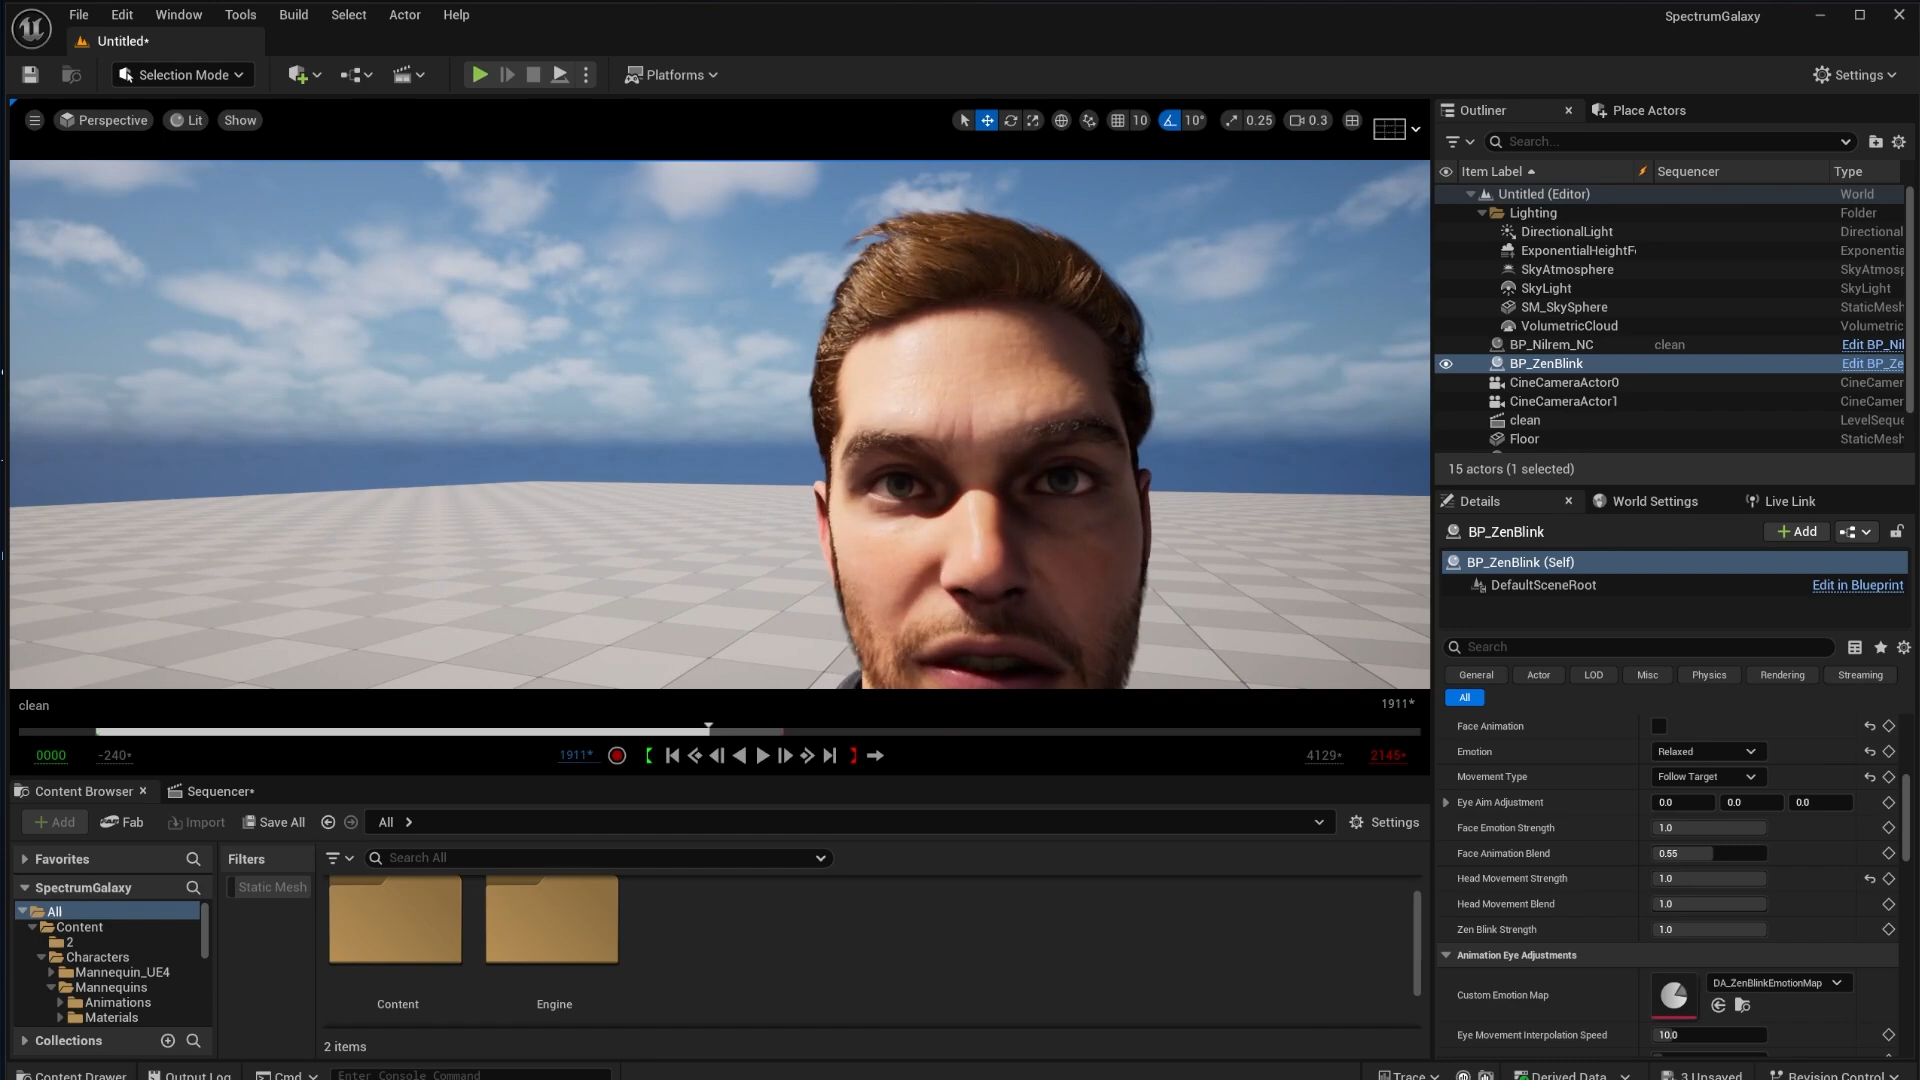 File Edit Window Tools Build Select Actor Help
SpectrumGalaxy
Untitled*
Selection Mode
Platforms
Settings
Perspective Lit Show
10 10° 0.25 0.3
Outliner Place Actors
Search...
Item Label Sequencer Type
Untitled (Editor) World
Lighting Folder
DirectionalLight Directional
ExponentialHeightF Exponentia
SkyAtmosphere SkyAtmosp
SkyLight SkyLight
SM_SkySphere StaticMesh
VolumetricCloud Volumetric
BP_Nilrem_NC clean Edit BP_Nil
BP_ZenBlink Edit BP_Ze
CineCameraActor0 CineCamer
CineCameraActor1 CineCamer
clean LevelSeque
Floor StaticMesh
15 actors (1 selected)
Details World Settings Live Link
BP_ZenBlink Add
BP_ZenBlink (Self)
DefaultSceneRoot Edit in Blueprint
Search
General Actor LOD Misc Physics Rendering Streaming
All
Face Animation
Emotion Relaxed
Movement Type Follow Target
Eye Aim Adjustment 0.0 0.0 0.0
Face Emotion Strength 1.0
Face Animation Blend 0.55
Head Movement Strength 1.0
Head Movement Blend 1.0
Zen Blink Strength 1.0
Animation Eye Adjustments
Custom Emotion Map DA_ZenBlinkEmotionMap
Eye Movement Interpolation Speed 10.0
clean 1911*
0000 -240* 1911* 4129* 2145*
Content Browser Sequencer*
Add Fab Import Save All All Settings
Favorites Filters Search All
SpectrumGalaxy Static Mesh
All
Content
2
Characters
Mannequin_UE4
Mannequins
Animations
Materials
Collections
Content Engine
2 items
Content Drawer Output Log Cmd Enter Console Command Trace Derived Data 3 Unsaved Revision Control